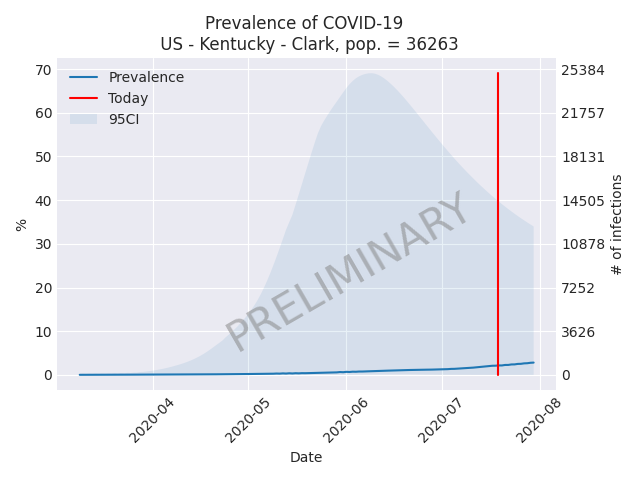 Prevalence of COVID-19
US - Kentucky - Clark, pop. = 36263
Prevalence
Today
95CI
70
60
50
40
30
20
10
0
%
25384
21757
18131
14505
10878
7252
3626
0
# of infections
PRELIMINARY
2020-04
2020-05
2020-06
2020-07
2020-08
Date